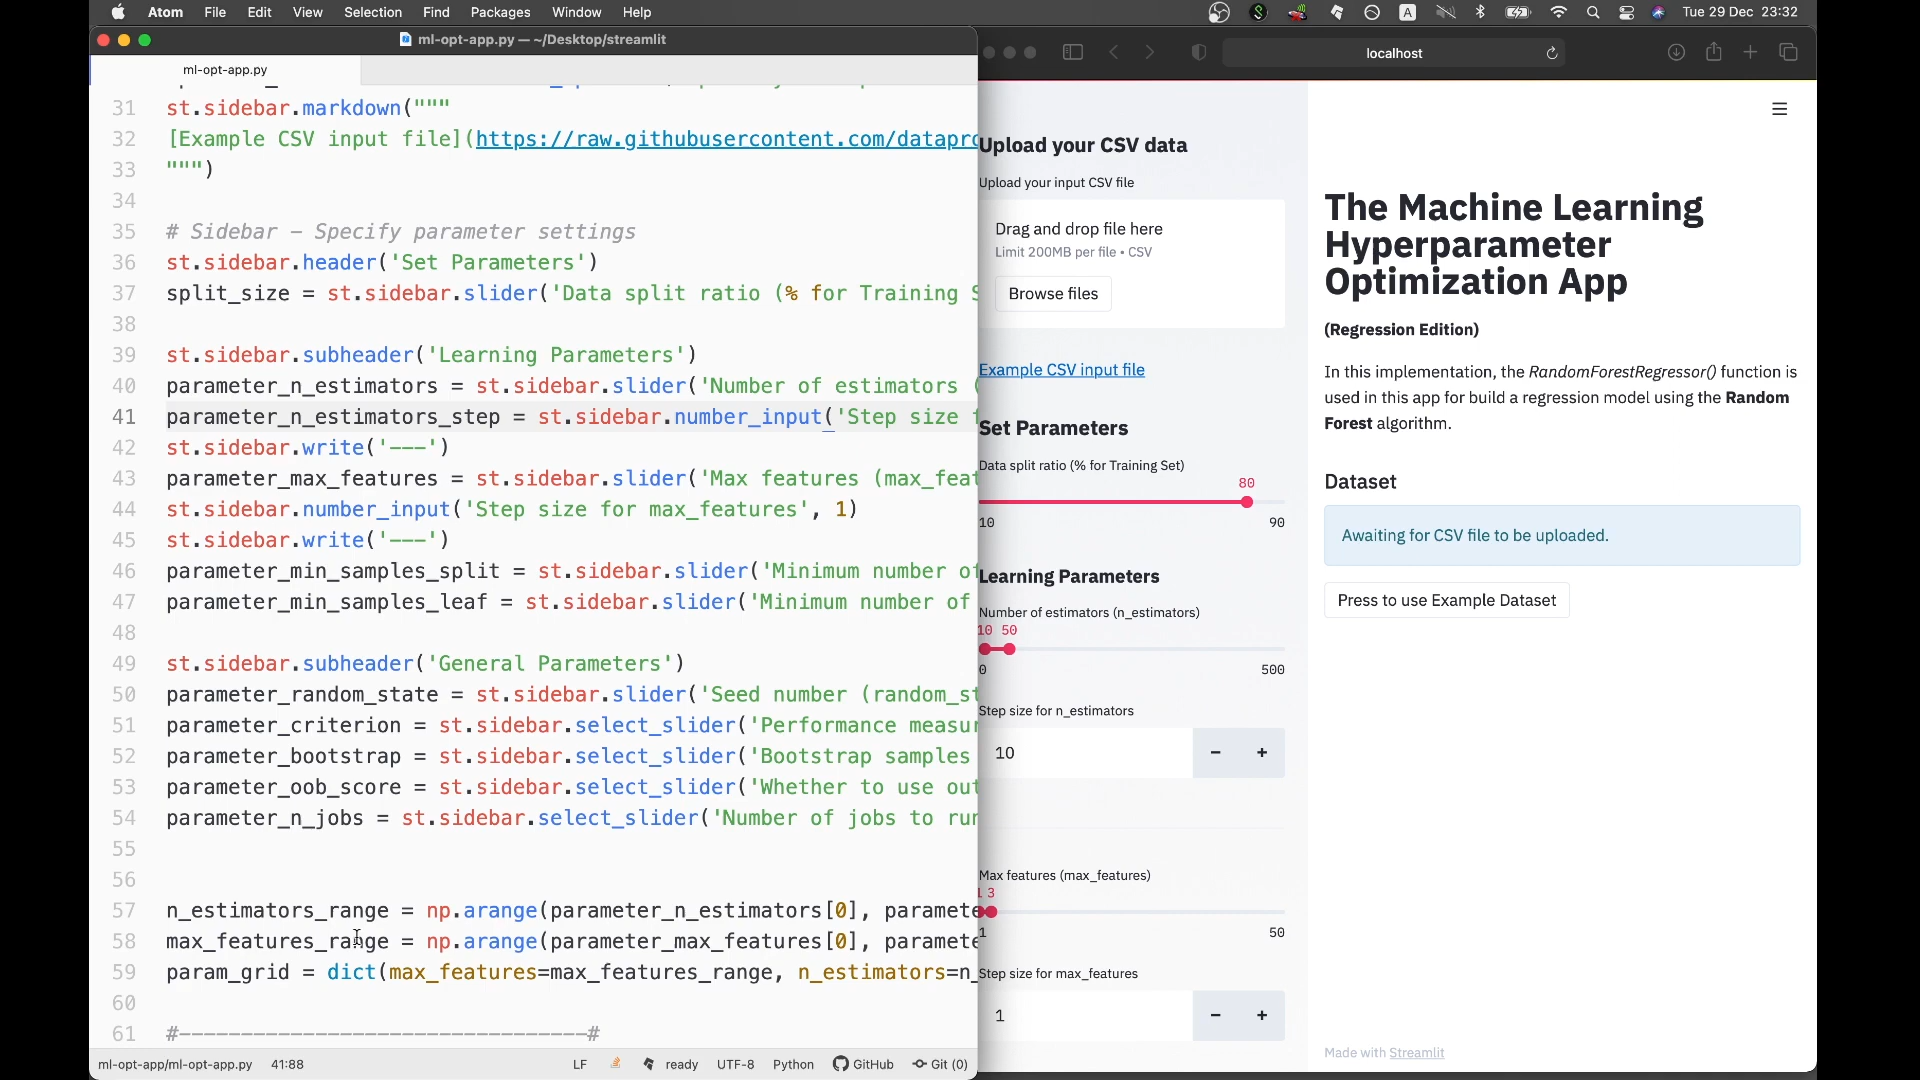 Atom File Edit View Selection Find Packages Window Help
A
Tue 29 Dec 23:32
ml-opt-app.py — ~/Desktop/streamlit
ml-opt-app.py
31 st.sidebar.markdown("""
32 [Example CSV input file](https://raw.githubusercontent.com/datapro
33 """)
34
35 # Sidebar - Specify parameter settings
36 st.sidebar.header('Set Parameters')
37 split_size = st.sidebar.slider('Data split ratio (% for Training S
38
39 st.sidebar.subheader('Learning Parameters')
40 parameter_n_estimators = st.sidebar.slider('Number of estimators (
41 parameter_n_estimators_step = st.sidebar.number_input('Step size f
42 st.sidebar.write('---')
43 parameter_max_features = st.sidebar.slider('Max features (max_feat
44 st.sidebar.number_input('Step size for max_features', 1)
45 st.sidebar.write('---')
46 parameter_min_samples_split = st.sidebar.slider('Minimum number of
47 parameter_min_samples_leaf = st.sidebar.slider('Minimum number of
48
49 st.sidebar.subheader('General Parameters')
50 parameter_random_state = st.sidebar.slider('Seed number (random_st
51 parameter_criterion = st.sidebar.select_slider('Performance measur
52 parameter_bootstrap = st.sidebar.select_slider('Bootstrap samples
53 parameter_oob_score = st.sidebar.select_slider('Whether to use out
54 parameter_n_jobs = st.sidebar.select_slider('Number of jobs to run
55
56
57 n_estimators_range = np.arange(parameter_n_estimators[0], paramete
58 max_features_range = np.arange(parameter_max_features[0], paramete
59 param_grid = dict(max_features=max_features_range, n_estimators=n_
60
61 #---------------------------------#
ml-opt-app/ml-opt-app.py 41:88 LF ready UTF-8 Python GitHub Git (0)
localhost
Upload your CSV data
Upload your input CSV file
Drag and drop file here
Limit 200MB per file • CSV
Browse files
Example CSV input file
Set Parameters
Data split ratio (% for Training Set)
80
10 90
Learning Parameters
Number of estimators (n_estimators)
10 50
0 500
Step size for n_estimators
10 − +
Max features (max_features)
1 3
1 50
Step size for max_features
1 − +
The Machine Learning
Hyperparameter
Optimization App
(Regression Edition)
In this implementation, the RandomForestRegressor() function is
used in this app for build a regression model using the Random
Forest algorithm.
Dataset
Awaiting for CSV file to be uploaded.
Press to use Example Dataset
Made with Streamlit